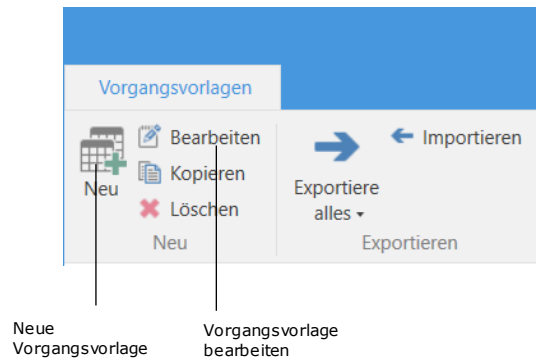 Vorgangsvorlagen
Neu
Bearbeiten
Kopieren
Löschen
Neu
Exportiere
alles
Importieren
Exportieren
Neue
Vorgangsvorlage
Vorgangsvorlage
bearbeiten